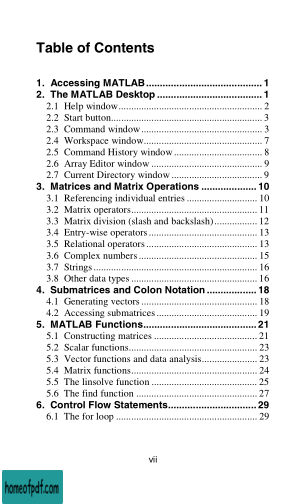 Table of Contents
1. Accessing MATLAB .......................................... 1
2. The MATLAB Desktop ...................................... 1
2.1 Help window......................................................... 2
2.2 Start button............................................................ 3
2.3 Command window................................................ 3
2.4 Workspace window............................................... 7
2.5 Command History window ................................... 8
2.6 Array Editor window ............................................ 9
2.7 Current Directory window .................................... 9
3. Matrices and Matrix Operations .................... 10
3.1 Referencing individual entries ............................ 10
3.2 Matrix operators.................................................. 11
3.3 Matrix division (slash and backslash)................. 12
3.4 Entry-wise operators ........................................... 13
3.5 Relational operators ............................................ 13
3.6 Complex numbers ............................................... 15
3.7 Strings................................................................. 16
3.8 Other data types .................................................. 16
4. Submatrices and Colon Notation .................. 18
4.1 Generating vectors .............................................. 18
4.2 Accessing submatrices ........................................ 19
5. MATLAB Functions......................................... 21
5.1 Constructing matrices ......................................... 21
5.2 Scalar functions................................................... 23
5.3 Vector functions and data analysis...................... 23
5.4 Matrix functions.................................................. 24
5.5 The linsolve function .......................................... 25
5.6 The find function ................................................ 27
6. Control Flow Statements................................ 29
6.1 The for loop ........................................................ 29
vii
homeofpdf.com